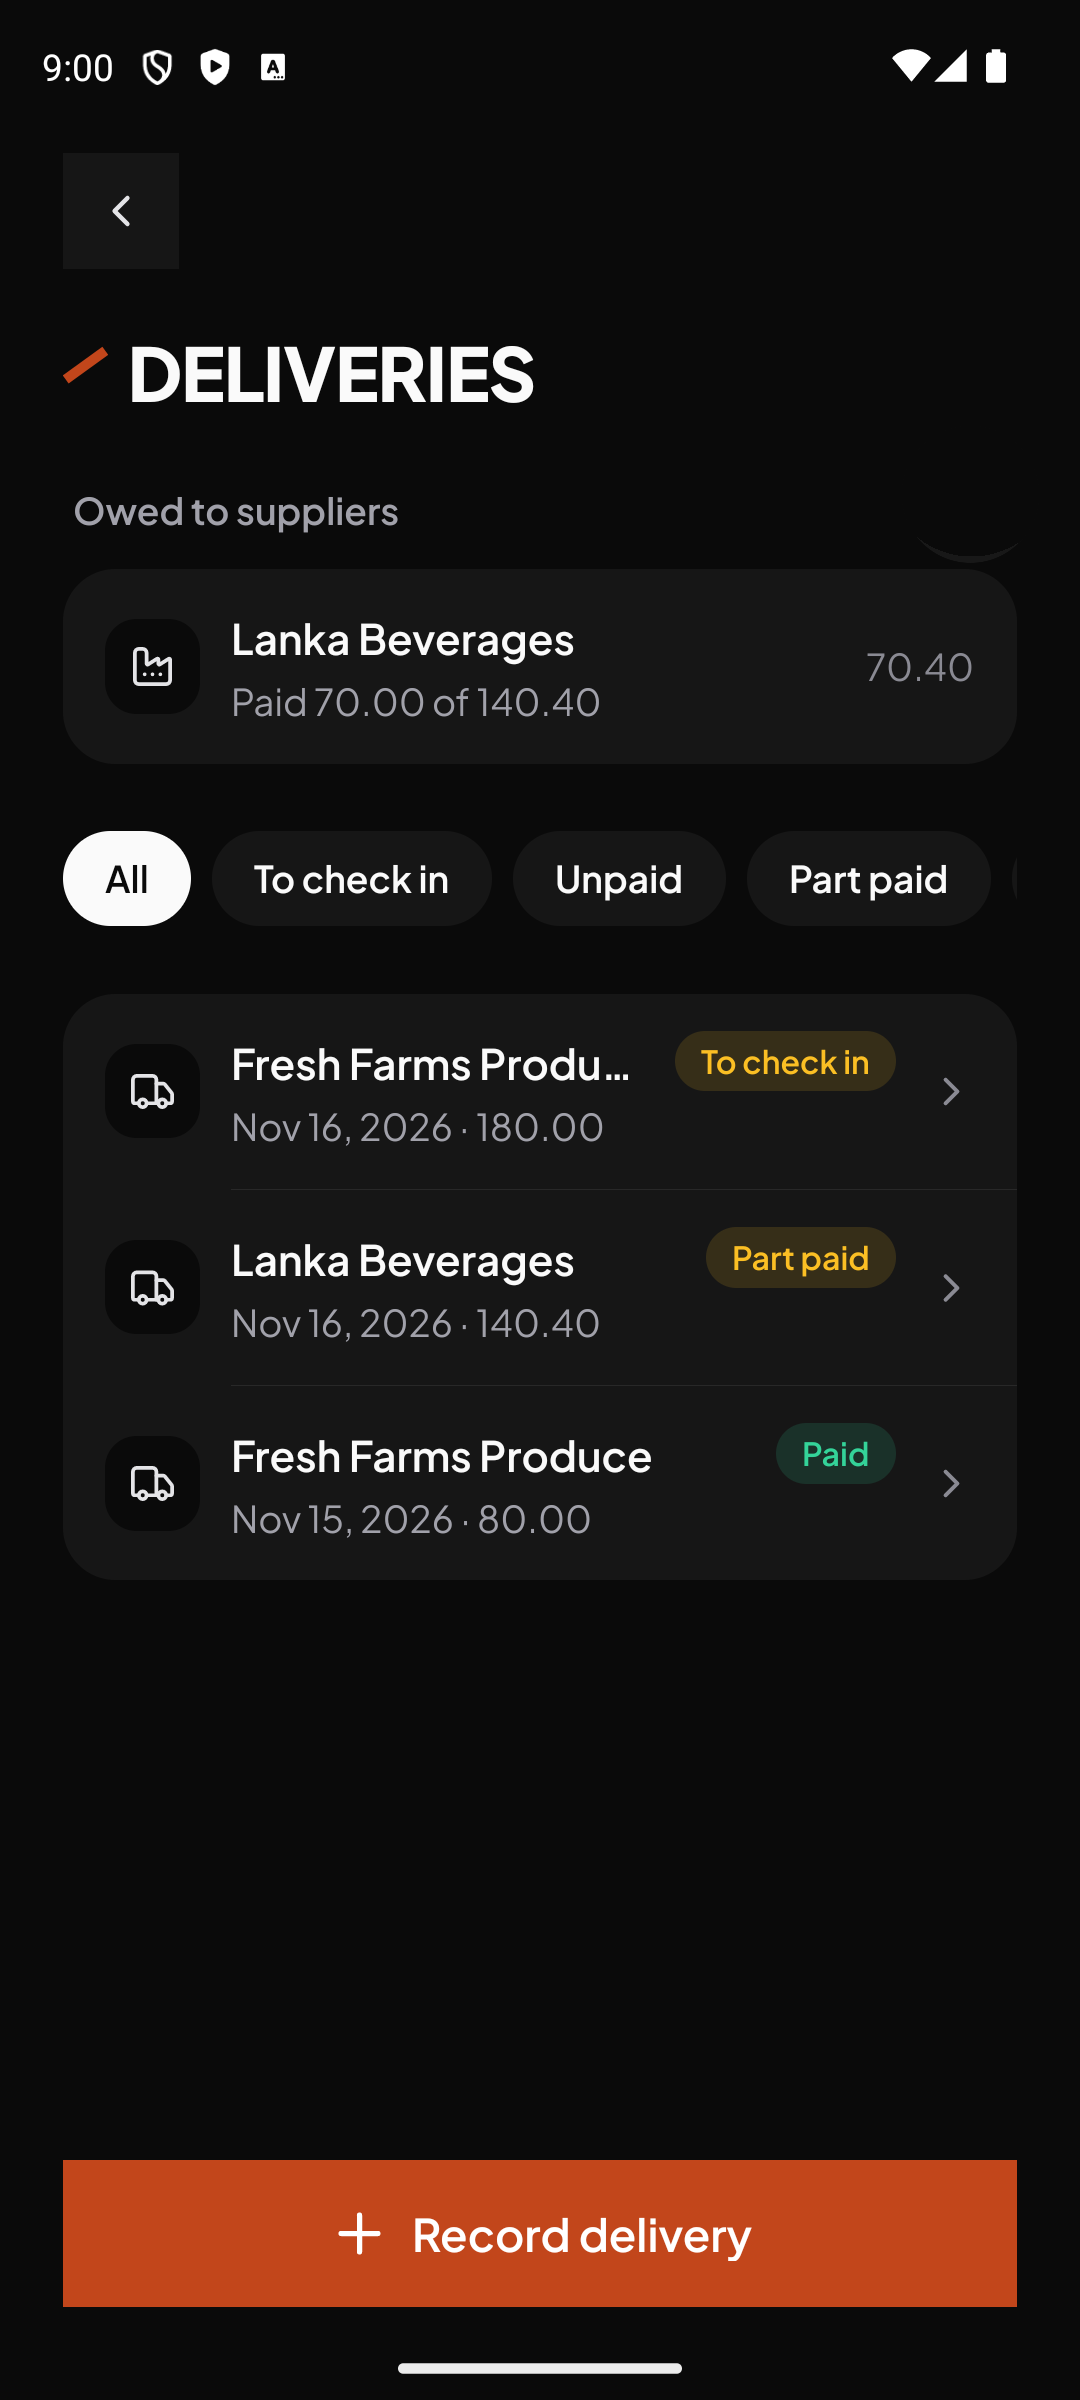 9:00
DELIVERIES
Owed to suppliers
Lanka Beverages
Paid 70.00 of 140.40
70.40
All
To check in
Unpaid
Part paid
Fresh Farms Produ...
To check in
Nov 16, 2026 · 180.00
Lanka Beverages
Part paid
Nov 16, 2026 · 140.40
Fresh Farms Produce
Paid
Nov 15, 2026 · 80.00
Record delivery